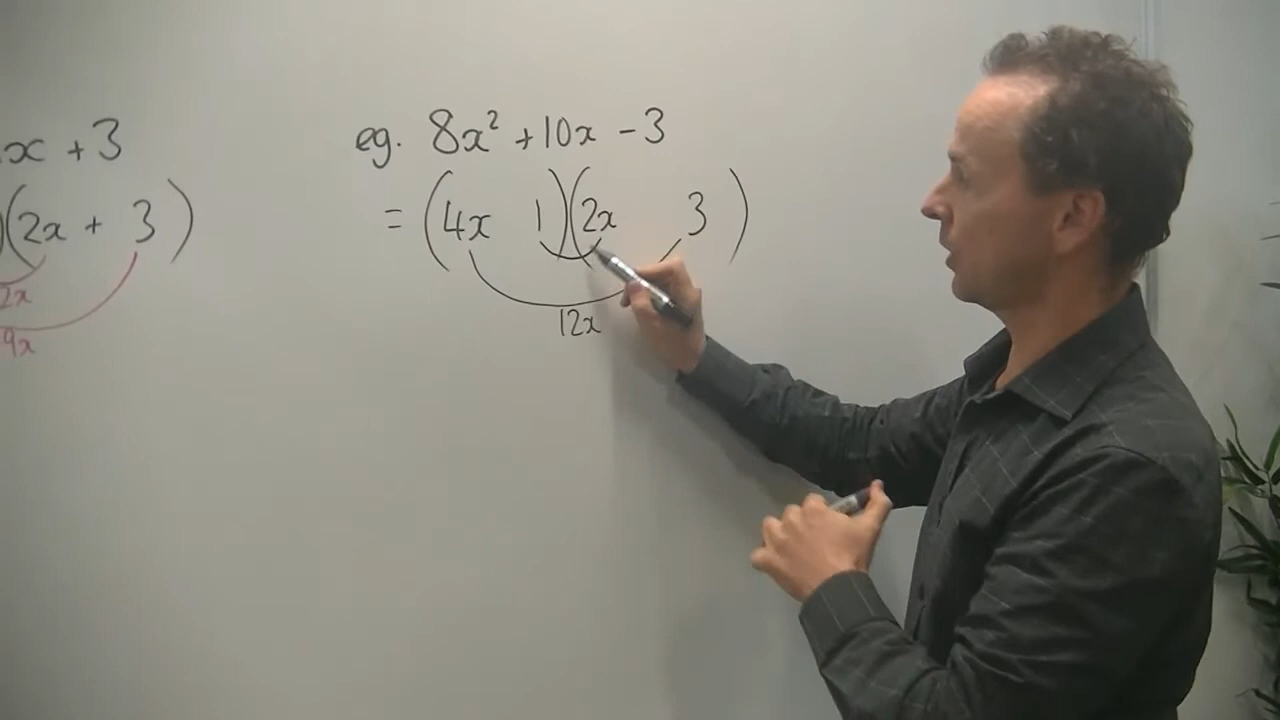 x + 3
(2x + 3)
2x
9x
eg. 8x² + 10x - 3
= (4x 1)(2x 3)
12x